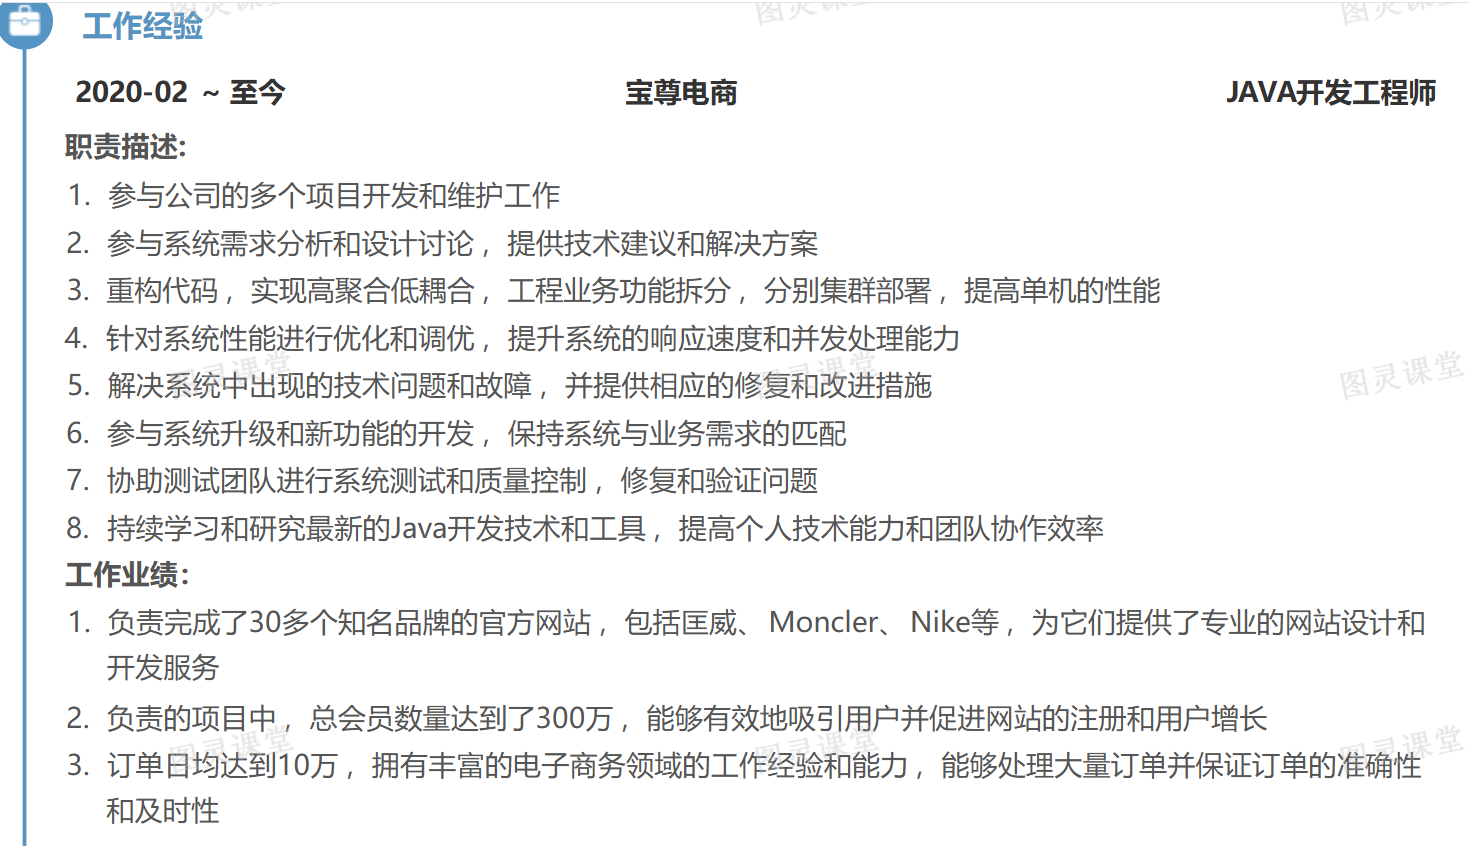 工作经验
2020-02 ~ 至今 宝尊电商 JAVA开发工程师
职责描述:
1. 参与公司的多个项目开发和维护工作
2. 参与系统需求分析和设计讨论，提供技术建议和解决方案
3. 重构代码，实现高聚合低耦合，工程业务功能拆分，分别集群部署，提高单机的性能
4. 针对系统性能进行优化和调优，提升系统的响应速度和并发处理能力
5. 解决系统中出现的技术问题和故障，并提供相应的修复和改进措施
6. 参与系统升级和新功能的开发，保持系统与业务需求的匹配
7. 协助测试团队进行系统测试和质量控制，修复和验证问题
8. 持续学习和研究最新的Java开发技术和工具，提高个人技术能力和团队协作效率
工作业绩：
1. 负责完成了30多个知名品牌的官方网站，包括匡威、Moncler、Nike等，为它们提供了专业的网站设计和
开发服务
2. 负责的项目中，总会员数量达到了300万，能够有效地吸引用户并促进网站的注册和用户增长
3. 订单日均达到10万，拥有丰富的电子商务领域的工作经验和能力，能够处理大量订单并保证订单的准确性
和及时性
图灵课堂 图灵课堂 图灵课堂
图灵课堂 图灵课堂 图灵课堂
图灵课堂 图灵课堂 图灵课堂